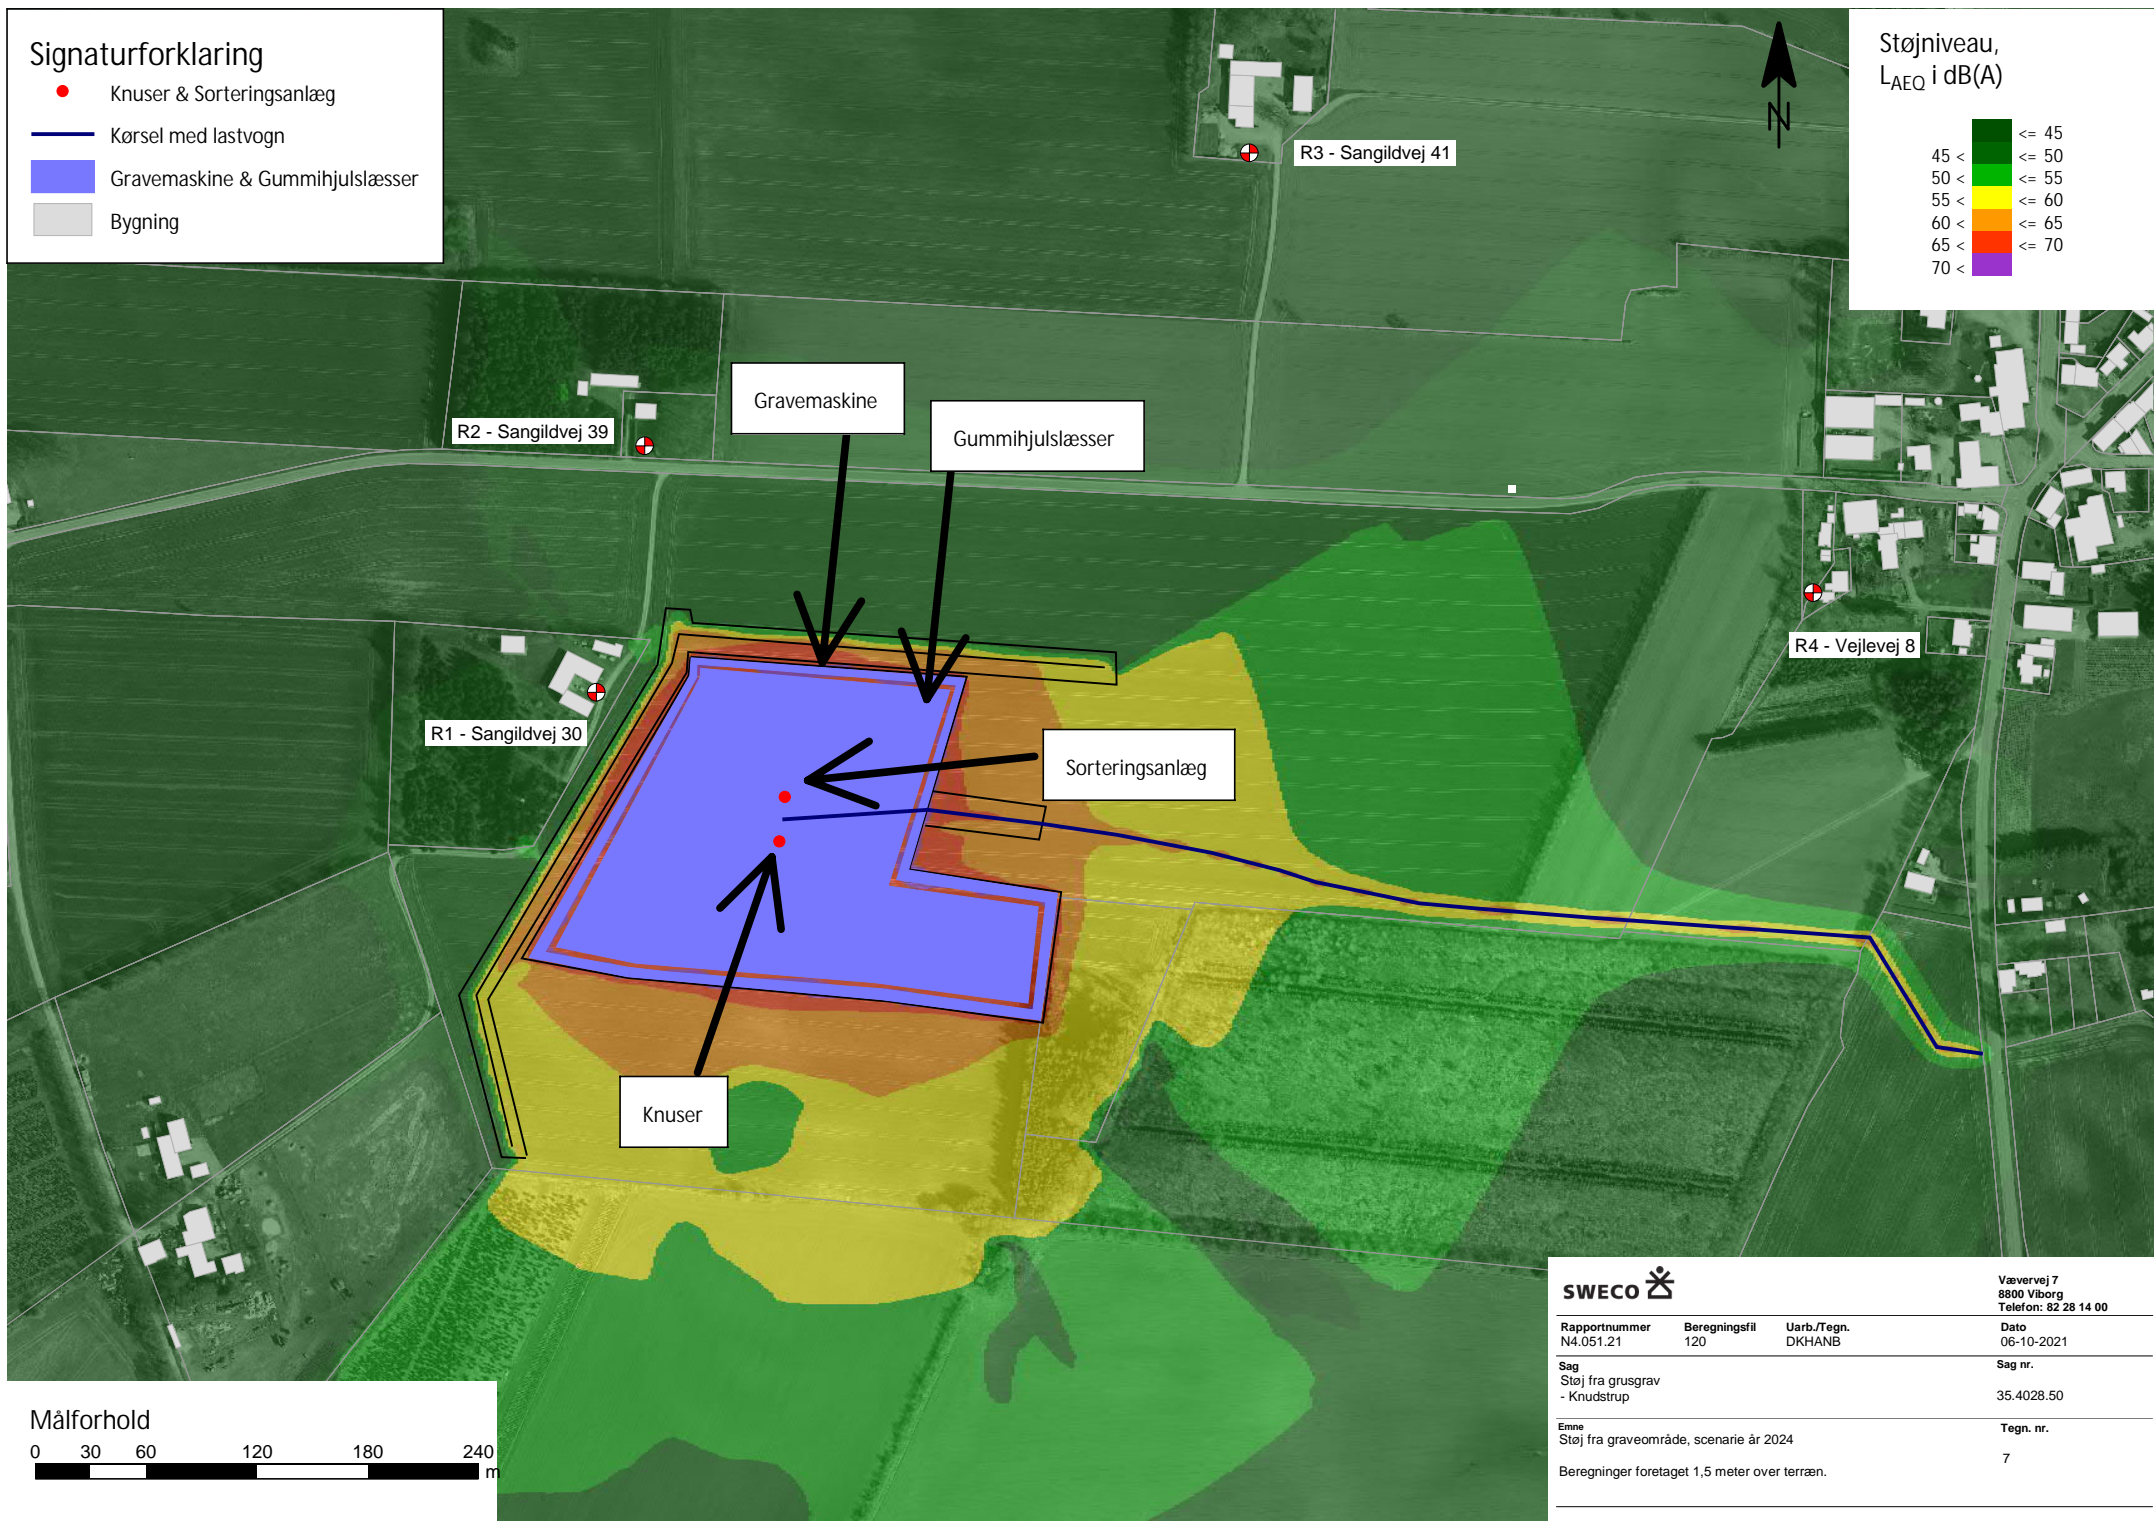 Signaturforklaring
Knuser & Sorteringsanlæg
Kørsel med lastvogn
Gravemaskine & Gummihjulslæsser
Bygning
Støjniveau,
LAEQ i dB(A)
<= 45
45 < <= 50
50 < <= 55
55 < <= 60
60 < <= 65
65 < <= 70
70 <
N
R3 - Sangildvej 41
Gravemaskine
R2 - Sangildvej 39
Gummihjulslæsser
R4 - Vejlevej 8
R1 - Sangildvej 30
Sorteringsanlæg
Knuser
Målforhold
0 30 60 120 180 240
m
SWECO
Vævervej 7
8800 Viborg
Telefon: 82 28 14 00
Rapportnummer Beregningsfil Uarb./Tegn. Dato
N4.051.21 120 DKHANB 06-10-2021
Sag Sag nr.
Støj fra grusgrav
- Knudstrup 35.4028.50
Emne Tegn. nr.
Støj fra graveområde, scenarie år 2024
7
Beregninger foretaget 1,5 meter over terræn.